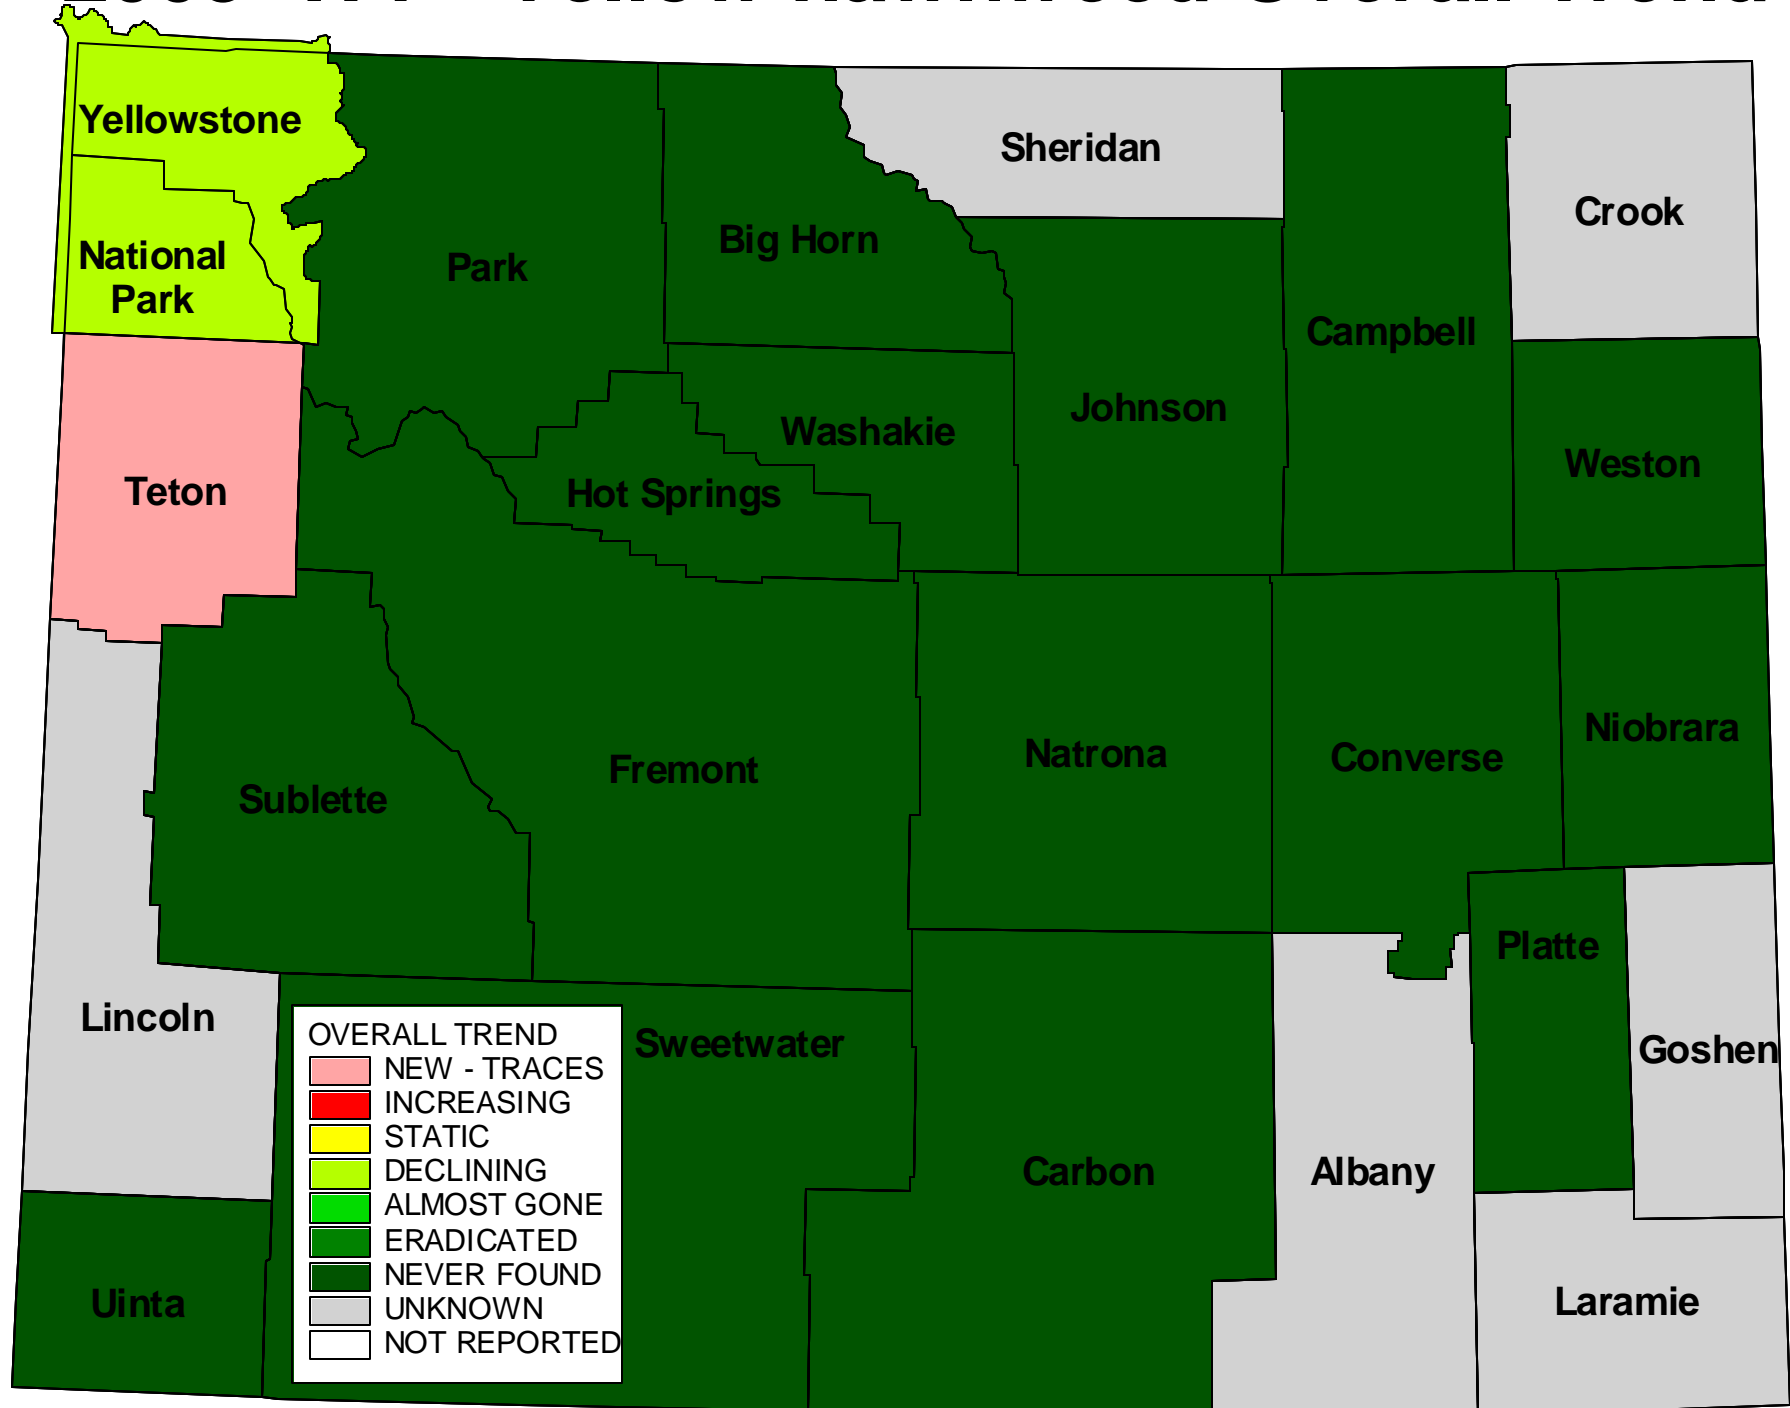 Yellowstone
National
Park
Park
Big Horn
Sheridan
Campbell
Crook
Teton
Hot Springs
Washakie
Johnson
Weston
Sublette
Fremont
Natrona
Converse
Niobrara
Lincoln
Sweetwater
Carbon
Albany
Platte
Goshen
Uinta
Laramie
OVERALL TREND
NEW - TRACES
INCREASING
STATIC
DECLINING
ALMOST GONE
ERADICATED
NEVER FOUND
UNKNOWN
NOT REPORTED